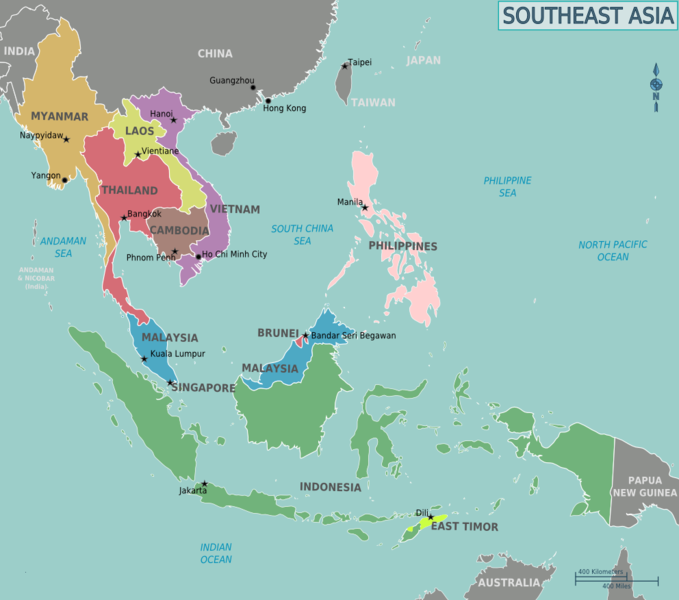 SOUTHEAST ASIA
INDIA
CHINA
JAPAN
Taipei
Guangzhou
Hong Kong
TAIWAN
N
MYANMAR
Hanoi
LAOS
Naypyidaw
Vientiane
Yangon
THAILAND
PHILIPPINE
SEA
Manila
VIETNAM
Bangkok
CAMBODIA
SOUTH CHINA
SEA
ANDAMAN
SEA
PHILIPPINES
NORTH PACIFIC
OCEAN
Phnom Penh
Ho Chi Minh City
ANDAMAN
& NICOBAR
(India)
BRUNEI
Bandar Seri Begawan
MALAYSIA
Kuala Lumpur
MALAYSIA
SINGAPORE
INDONESIA
Jakarta
PAPUA
NEW GUINEA
Dili
EAST TIMOR
INDIAN
OCEAN
AUSTRALIA
400 Kilometers
400 Miles